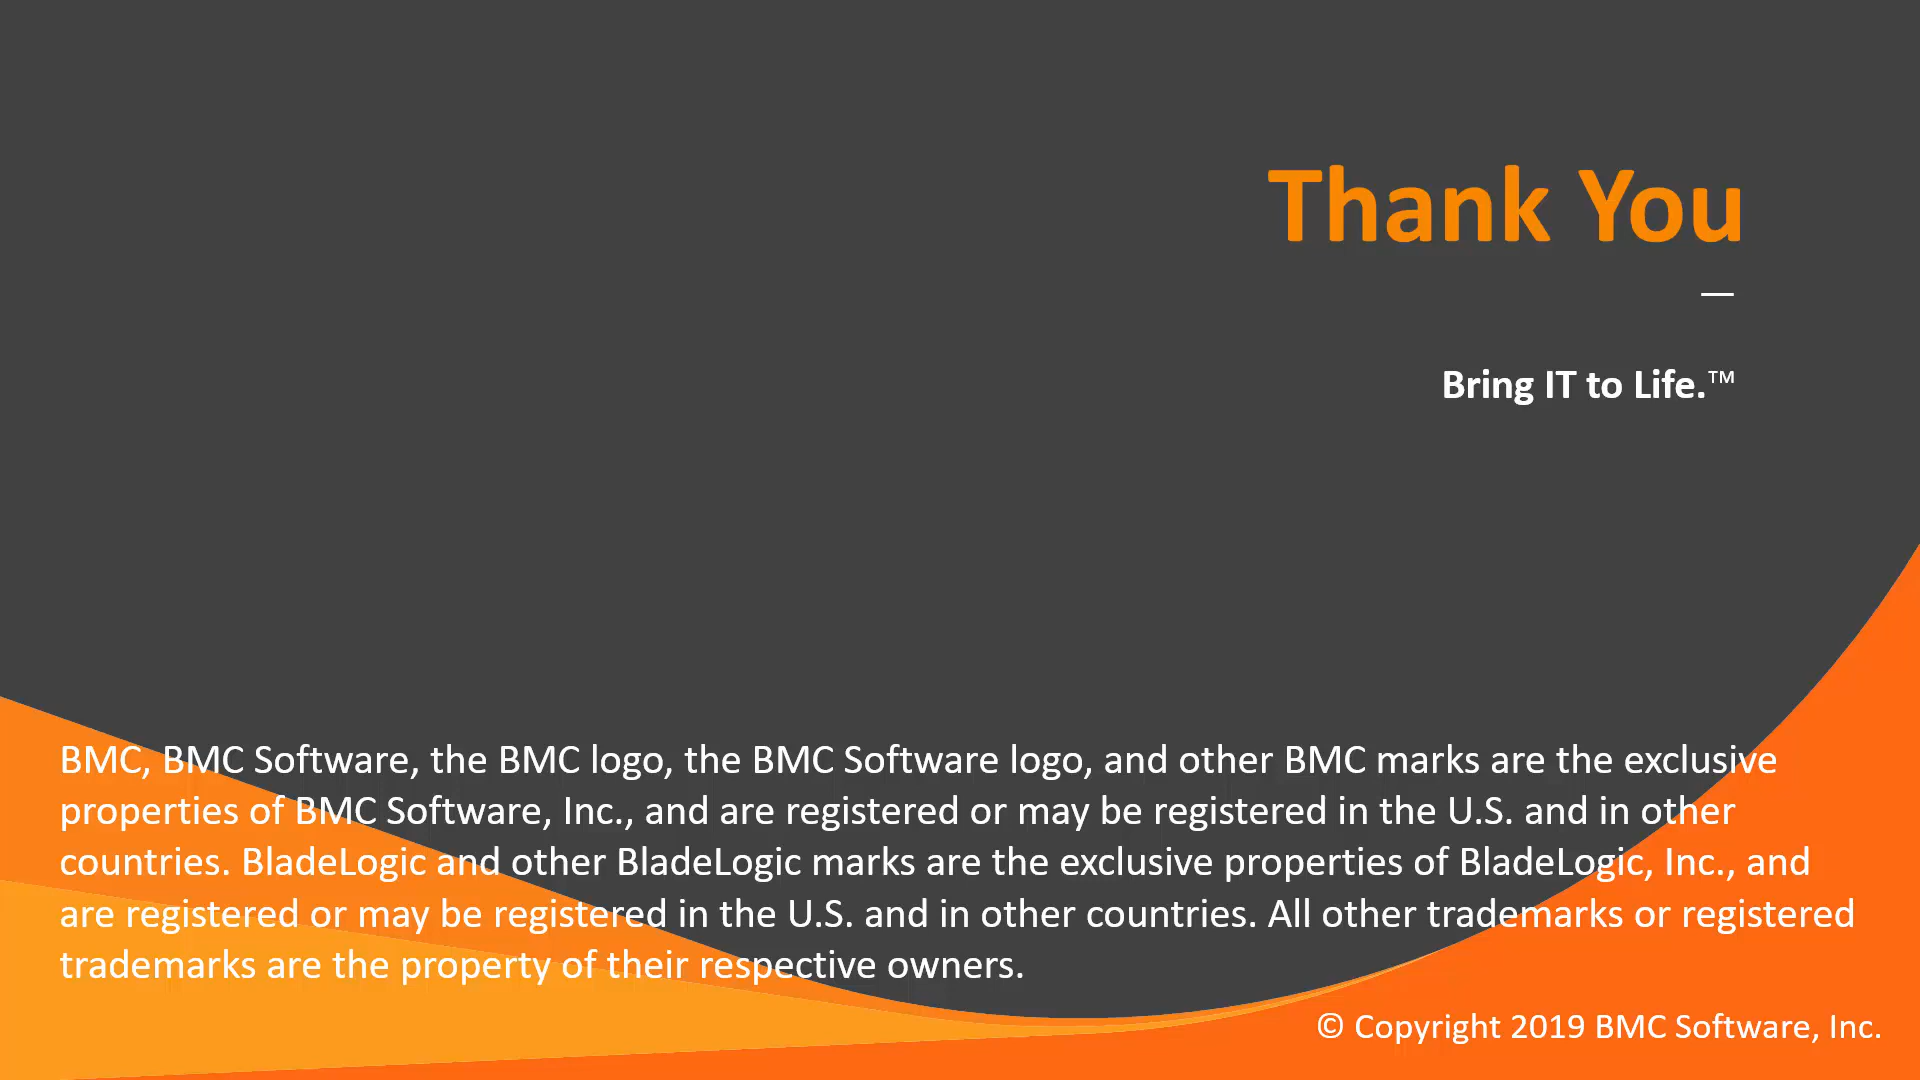 Thank You
Bring IT to Life.™
BMC, BMC Software, the BMC logo, the BMC Software logo, and other BMC marks are the exclusive
properties of BMC Software, Inc., and are registered or may be registered in the U.S. and in other
countries. BladeLogic and other BladeLogic marks are the exclusive properties of BladeLogic, Inc., and
are registered or may be registered in the U.S. and in other countries. All other trademarks or registered
trademarks are the property of their respective owners.
© Copyright 2019 BMC Software, Inc.